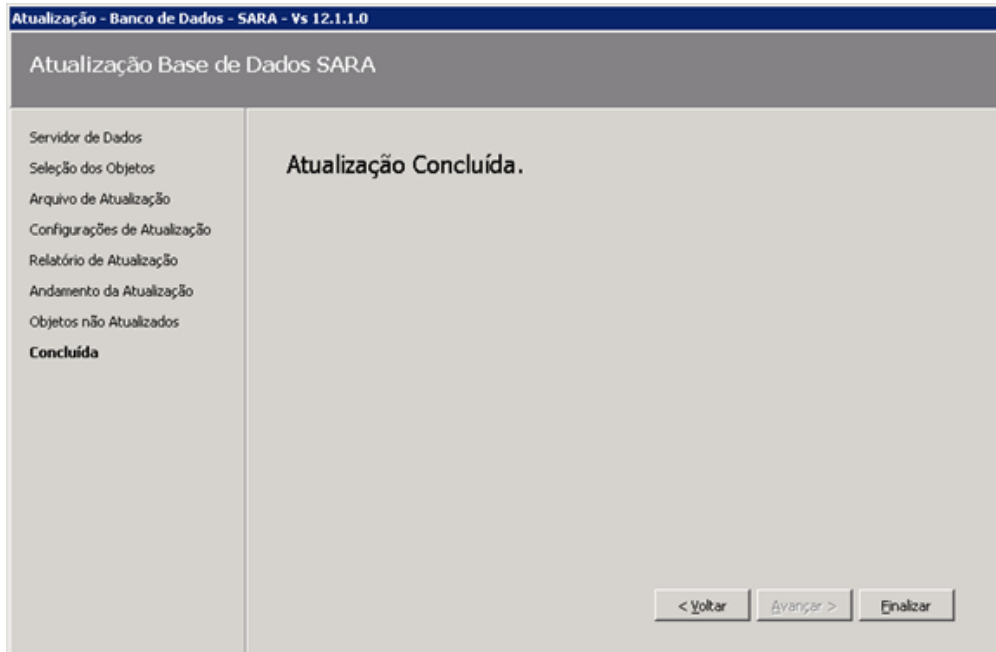 Atualização - Banco de Dados - SARA - Vs 12.1.1.0
Atualização Base de Dados SARA
Servidor de Dados
Seleção dos Objetos
Arquivo de Atualização
Configurações de Atualização
Relatório de Atualização
Andamento da Atualização
Objetos não Atualizados
Concluída
Atualização Concluída.
< Voltar Avançar > Finalizar